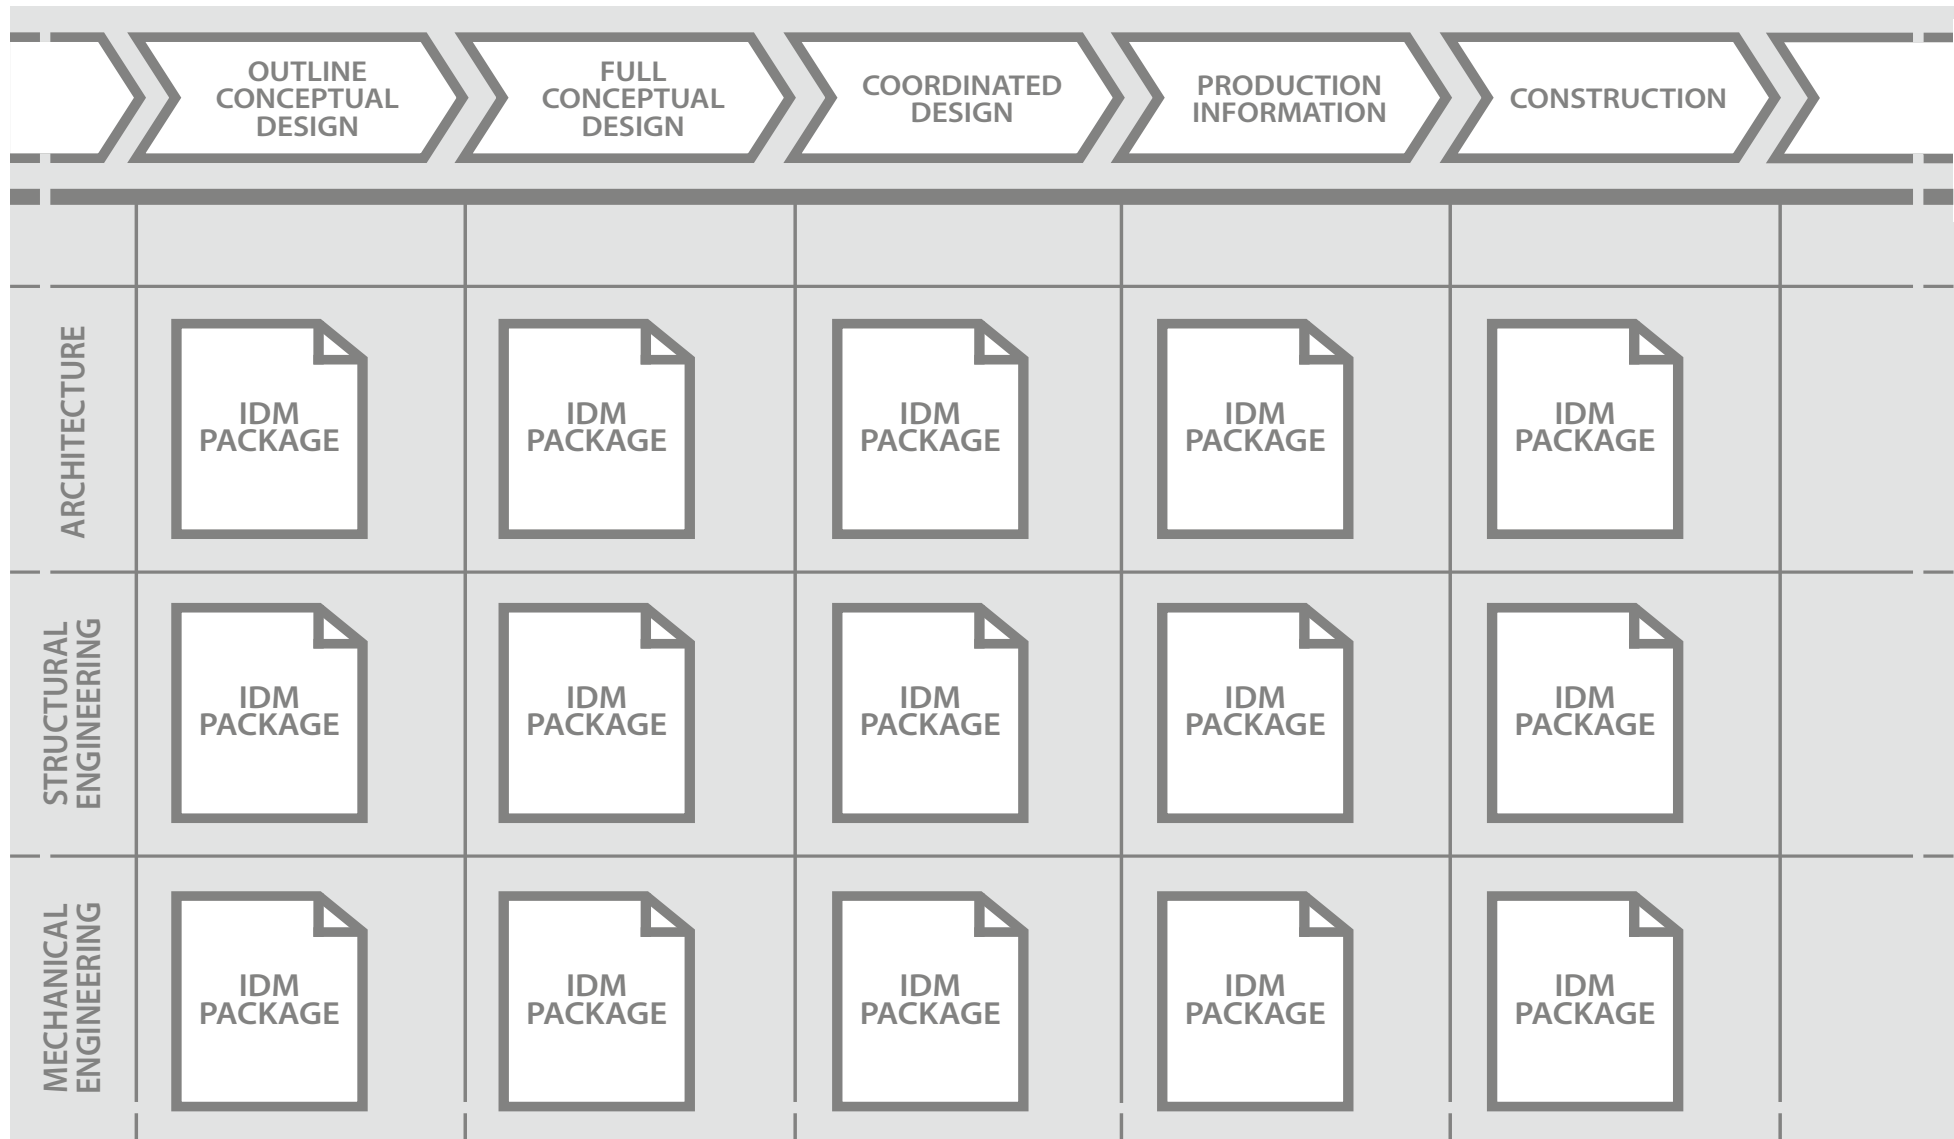 OUTLINE
CONCEPTUAL
DESIGN
FULL
CONCEPTUAL
DESIGN
COORDINATED
DESIGN
PRODUCTION
INFORMATION
CONSTRUCTION
ARCHITECTURE
IDM
PACKAGE
IDM
PACKAGE
IDM
PACKAGE
IDM
PACKAGE
IDM
PACKAGE
STRUCTURAL
ENGINEERING
IDM
PACKAGE
IDM
PACKAGE
IDM
PACKAGE
IDM
PACKAGE
IDM
PACKAGE
MECHANICAL
ENGINEERING
IDM
PACKAGE
IDM
PACKAGE
IDM
PACKAGE
IDM
PACKAGE
IDM
PACKAGE